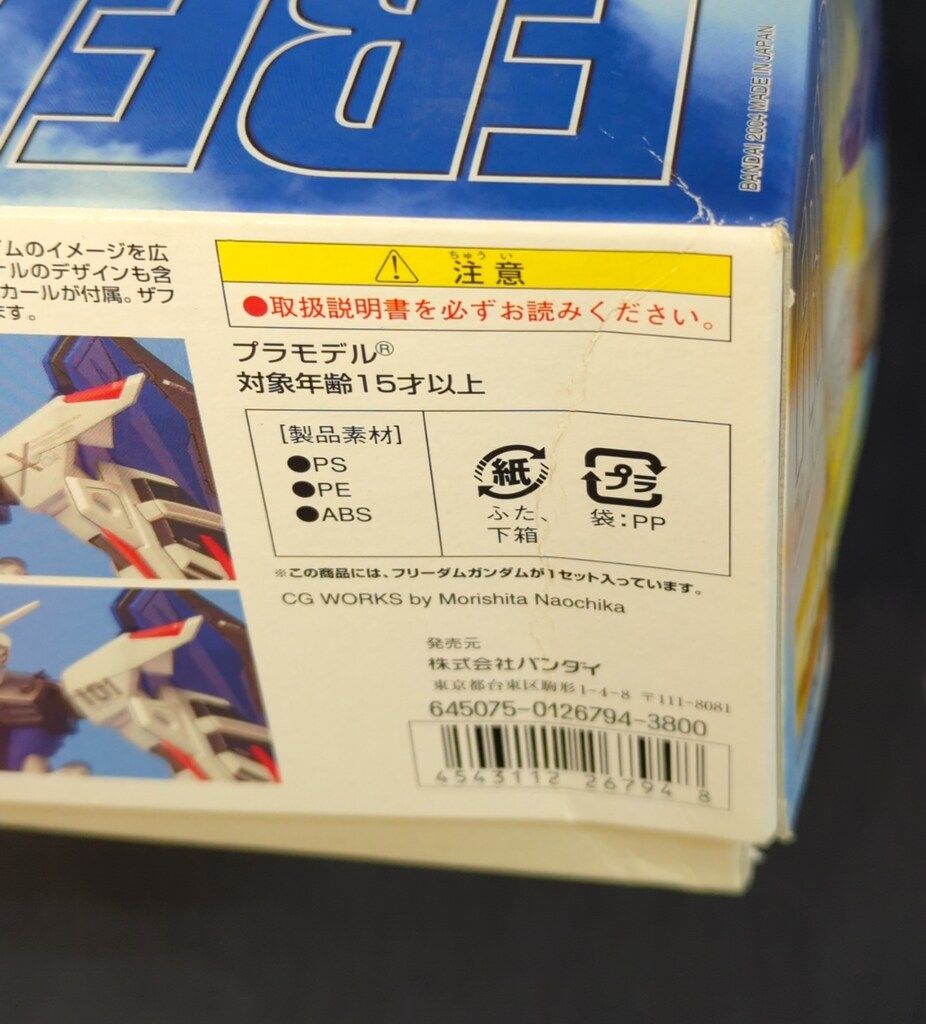 BANDAI 2004 MADE IN JAPAN
ムのイメージを広
ールのデザインも含
カールが付属。ザフ
ます。
ちゅう い
注意
●取扱説明書を必ずお読みください。
プラモデル®
対象年齢15才以上
[製品素材]
●PS
●PE
●ABS
紙
ふた、
下箱
プラ
袋:PP
※この商品には、フリーダムガンダムが1セット入っています。
CG WORKS by Morishita Naochika
発売元
株式会社バンダイ
東京都台東区駒形1-4-8 〒111-8081
645075-0126794-3800
4543112 26794 8
101